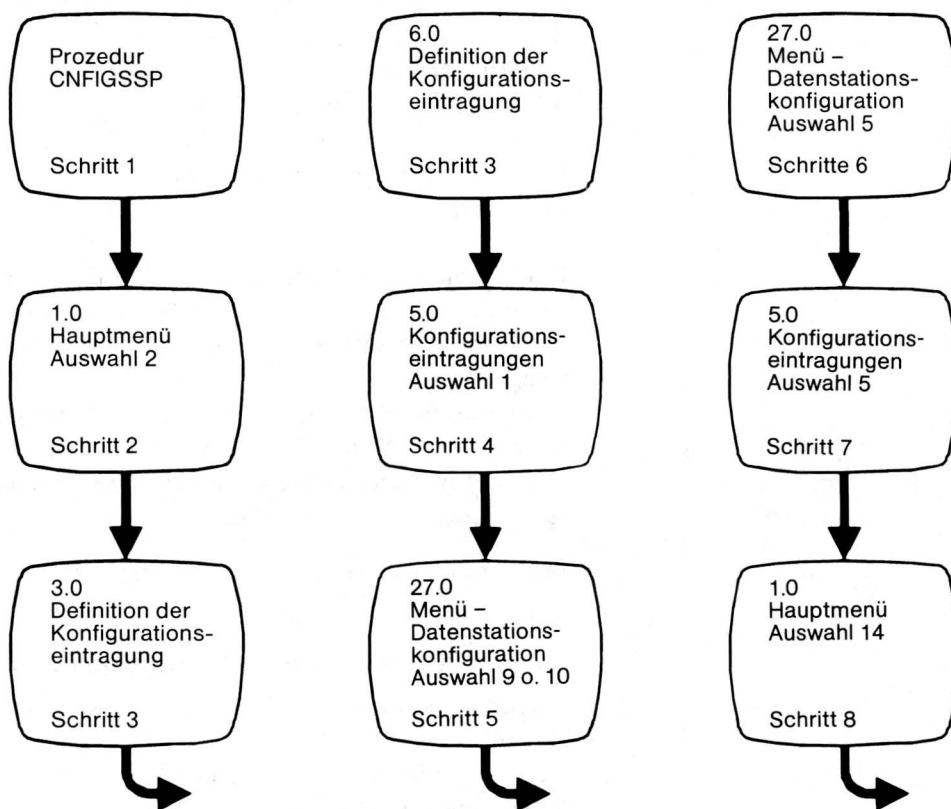 Prozedur
CNFIGSSP
Schritt 1
1.0
Hauptmenü
Auswahl 2
Schritt 2
3.0
Definition der
Konfigurations-
eintragung
Schritt 3
6.0
Definition der
Konfigurations-
eintragung
Schritt 3
5.0
Konfigurations-
eintragungen
Auswahl 1
Schritt 4
27.0
Menü –
Datenstations-
konfiguration
Auswahl 9 o. 10
Schritt 5
27.0
Menü –
Datenstations-
konfiguration
Auswahl 5
Schritte 6
5.0
Konfigurations-
eintragungen
Auswahl 5
Schritt 7
1.0
Hauptmenü
Auswahl 14
Schritt 8